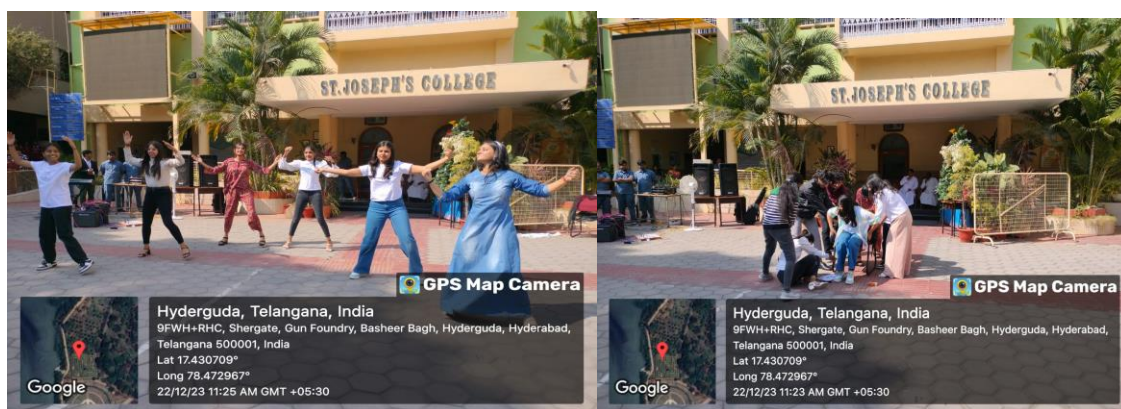 ST.JOSEPH'S COLLEGE
GPS Map Camera
Hyderguda, Telangana, India
9FWH+RHC, Shergate, Gun Foundry, Basheer Bagh, Hyderguda, Hyderabad,
Telangana 500001, India
Lat 17.430709°
Long 78.472967°
22/12/23 11:25 AM GMT +05:30
Google
ST.JOSEPH'S COLLEGE
GPS Map Camera
Hyderguda, Telangana, India
9FWH+RHC, Shergate, Gun Foundry, Basheer Bagh, Hyderguda, Hyderabad,
Telangana 500001, India
Lat 17.430709°
Long 78.472967°
22/12/23 11:23 AM GMT +05:30
Google